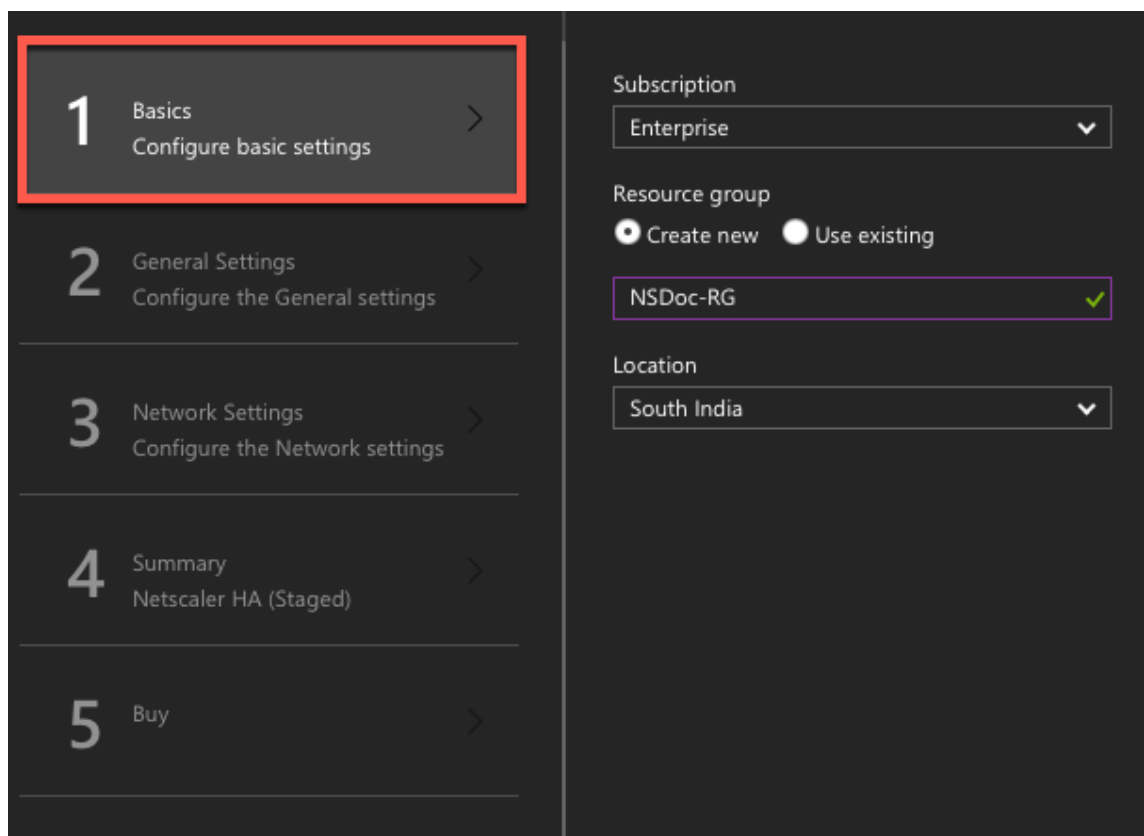 1
Basics
Configure basic settings
2
General Settings
Configure the General settings
3
Network Settings
Configure the Network settings
4
Summary
Netscaler HA (Staged)
5
Buy
Subscription
Enterprise
Resource group
Create new Use existing
NSDoc-RG
Location
South India